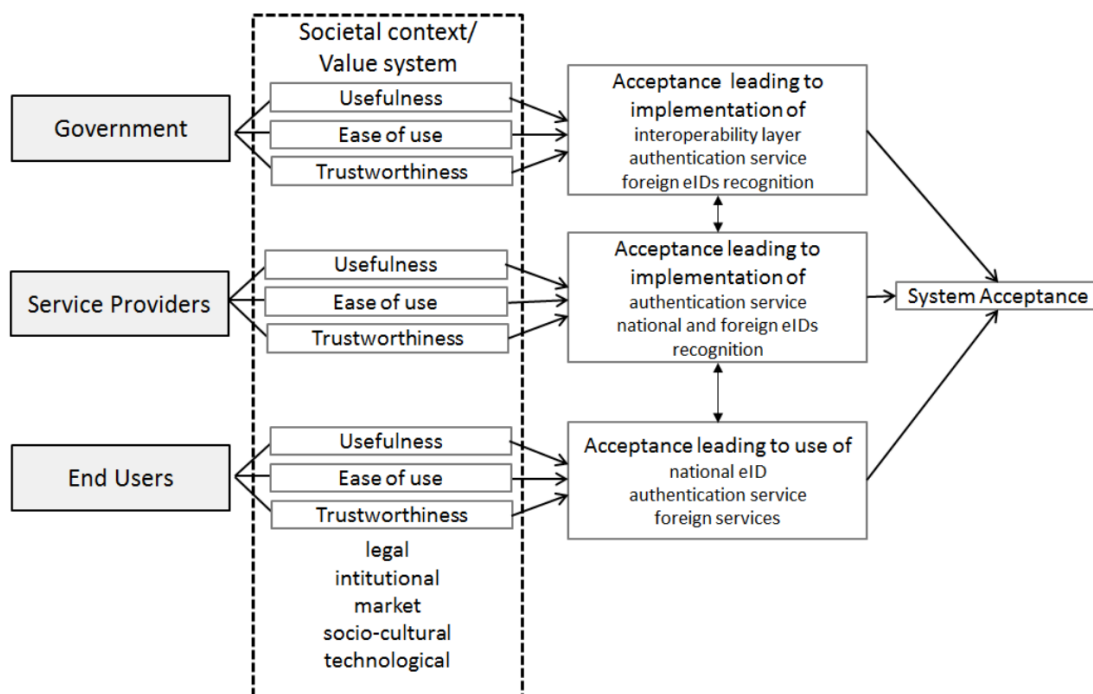 Societal context/
Value system
Government
Usefulness
Ease of use
Trustworthiness
Acceptance leading to
implementation of
interoperability layer
authentication service
foreign eIDs recognition
Service Providers
Usefulness
Ease of use
Trustworthiness
Acceptance leading to
implementation of
authentication service
national and foreign eIDs
recognition
System Acceptance
End Users
Usefulness
Ease of use
Trustworthiness
Acceptance leading to use of
national eID
authentication service
foreign services
legal
intitutional
market
socio-cultural
technological